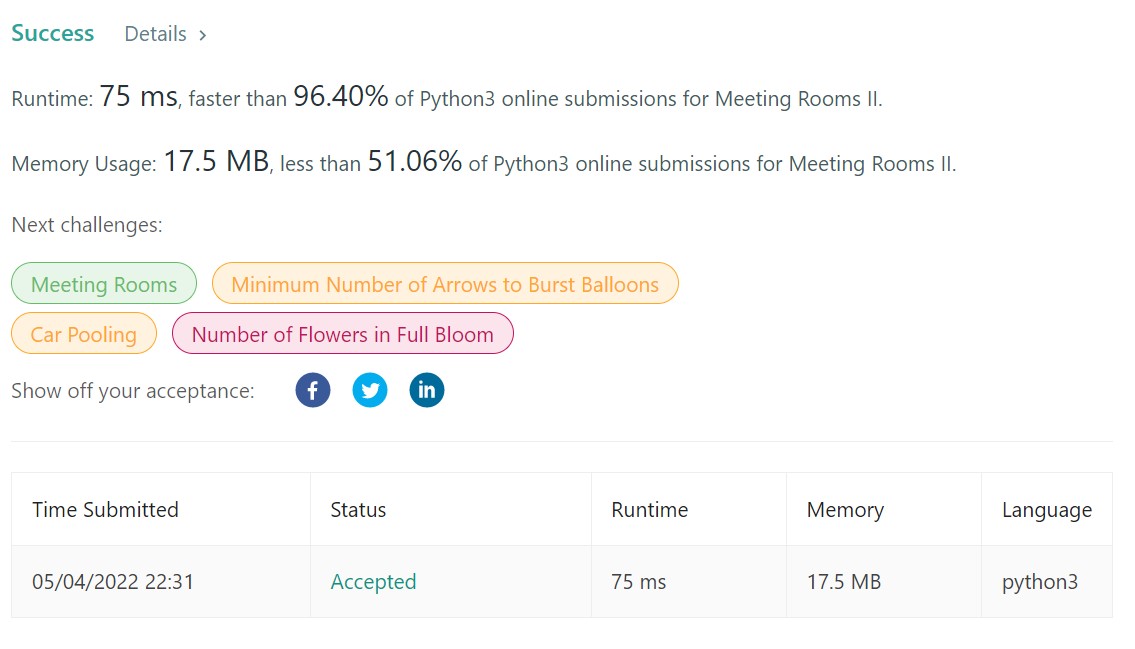 Success Details >
Runtime: 75 ms, faster than 96.40% of Python3 online submissions for Meeting Rooms II.
Memory Usage: 17.5 MB, less than 51.06% of Python3 online submissions for Meeting Rooms II.
Next challenges:
Meeting Rooms Minimum Number of Arrows to Burst Balloons
Car Pooling Number of Flowers in Full Bloom
Show off your acceptance: f in
Time Submitted Status Runtime Memory Language
05/04/2022 22:31 Accepted 75 ms 17.5 MB python3